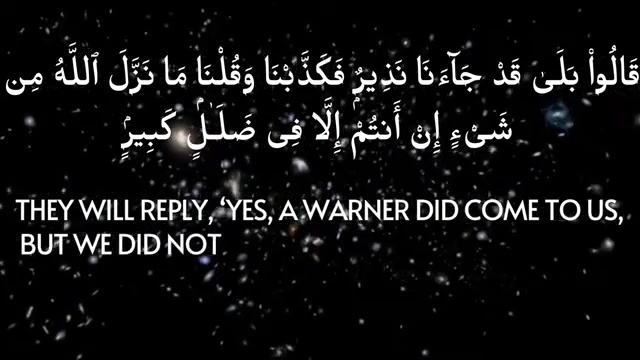 قَالُوا۟ بَلَىٰ قَدْ جَآءَنَا نَذِيرٌۭ فَكَذَّبْنَا وَقُلْنَا مَا نَزَّلَ ٱللَّهُ مِن
شَىْءٍ إِنْ أَنتُمْ إِلَّا فِى ضَلَـٰلٍۢ كَبِيرٍۢ
THEY WILL REPLY, ‘YES, A WARNER DID COME TO US,
BUT WE DID NOT